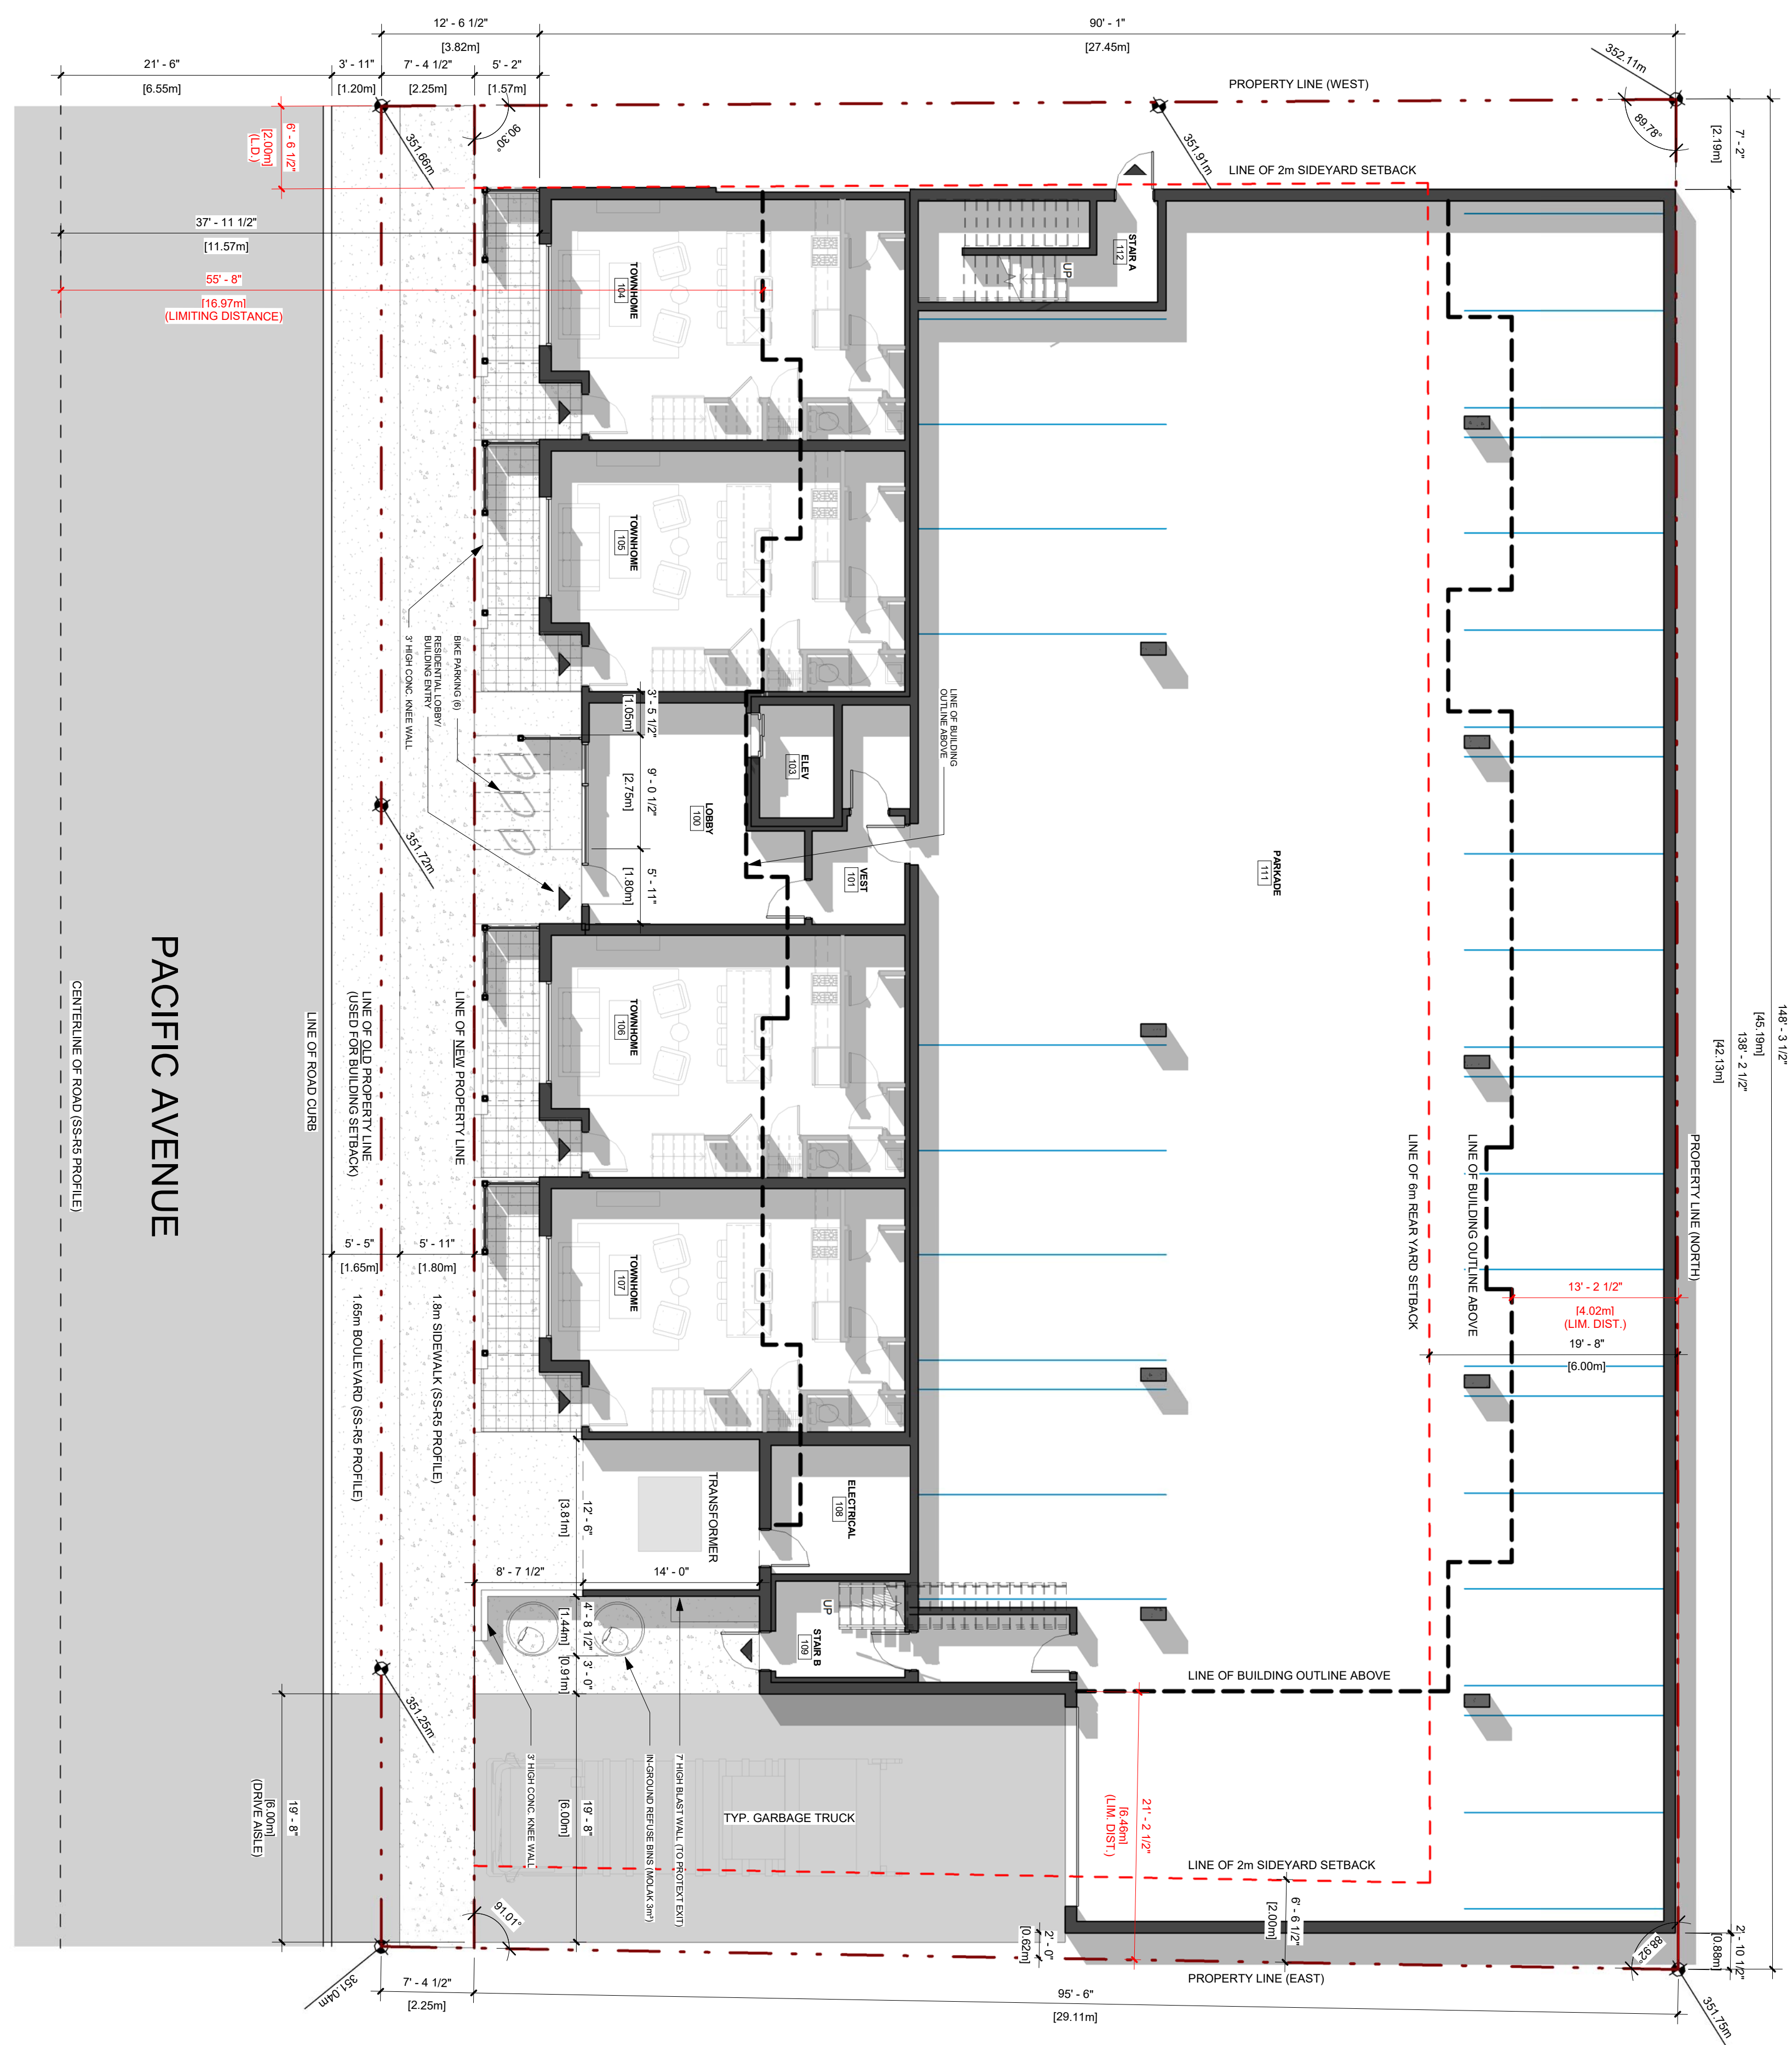 12' - 6 1/2"
[3.82m]
90' - 1"
[27.45m]
21' - 6"
[6.55m]
3' - 11"
[1.20m]
7' - 4 1/2"
[2.25m]
5' - 2"
[1.57m]
352.11m
PROPERTY LINE (WEST)
89.78°
90.30°
351.66m
351.91m
7' - 2"
[2.19m]
6' - 6 1/2"
[2.00m]
(L.D.)
LINE OF 2m SIDEYARD SETBACK
37' - 11 1/2"
[11.57m]
55' - 8"
[16.97m]
(LIMITING DISTANCE)
TOWNHOME
104
STAIR A
112
UP
TOWNHOME
105
3' HIGH CONC. KNEE WALL
RESIDENTIAL LOBBY/
BUILDING ENTRY
BIKE PARKING (6)
3' - 5 1/2"
[1.05m]
9' - 0 1/2"
[2.75m]
5' - 11"
[1.80m]
LINE OF BUILDING
OUTLINE ABOVE
ELEV
103
LOBBY
100
VEST
101
PARKADE
111
351.72m
148' - 3 1/2"
[45.19m]
138' - 2 1/2"
[42.13m]
PACIFIC AVENUE
CENTERLINE OF ROAD (SS-R5 PROFILE)
LINE OF ROAD CURB
LINE OF OLD PROPERTY LINE
(USED FOR BUILDING SETBACK)
LINE OF NEW PROPERTY LINE
TOWNHOME
106
LINE OF 6m REAR YARD SETBACK
LINE OF BUILDING OUTLINE ABOVE
PROPERTY LINE (NORTH)
5' - 5"
[1.65m]
5' - 11"
[1.80m]
1.65m BOULEVARD (SS-R5 PROFILE)
1.8m SIDEWALK (SS-R5 PROFILE)
TOWNHOME
107
13' - 2 1/2"
[4.02m]
(LIM. DIST.)
19' - 8"
[6.00m]
12' - 6"
[3.81m]
TRANSFORMER
ELECTRICAL
108
8' - 7 1/2"
14' - 0"
4' - 8 1/2"
[1.44m]
3' - 0"
[0.91m]
UP
STAIR B
109
LINE OF BUILDING OUTLINE ABOVE
351.25m
19' - 8"
[6.00m]
(DRIVE AISLE)
3' HIGH CONC. KNEE WALL
IN-GROUND REFUSE BINS (MOLAK 3m³)
7' HIGH BLAST WALL (TO PROTEXT EXIT)
19' - 8"
[6.00m]
TYP. GARBAGE TRUCK
21' - 2 1/2"
[6.46m]
(LIM. DIST.)
LINE OF 2m SIDEYARD SETBACK
91.01°
6' - 6 1/2"
[2.00m]
2' - 0"
[0.62m]
2' - 10 1/2"
[0.88m]
88.92°
PROPERTY LINE (EAST)
351.04m
7' - 4 1/2"
[2.25m]
95' - 6"
[29.11m]
351.75m